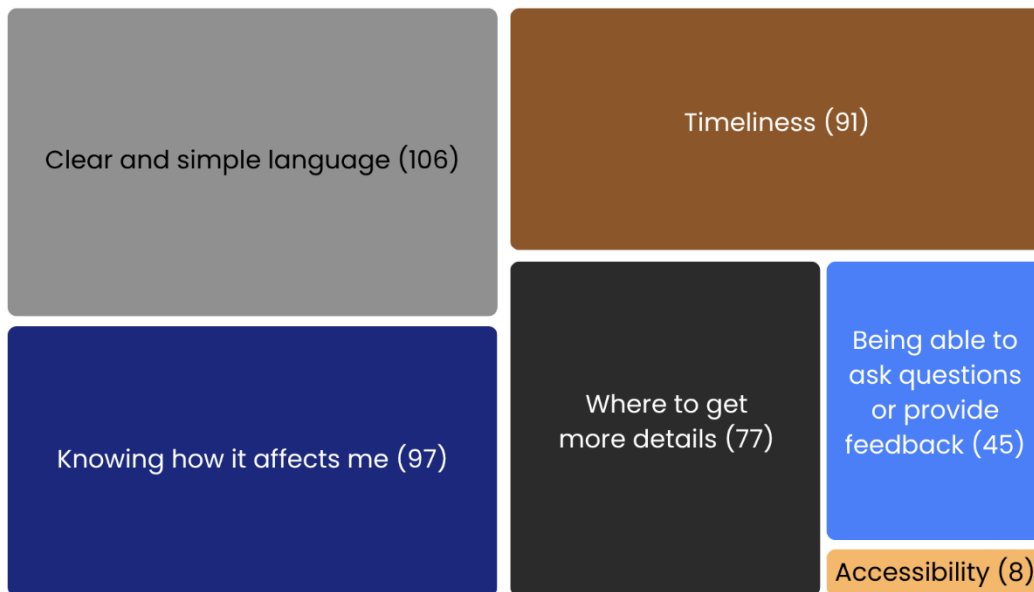 Clear and simple language (106)
Timeliness (91)
Knowing how it affects me (97)
Where to get
more details (77)
Being able to
ask questions
or provide
feedback (45)
Accessibility (8)